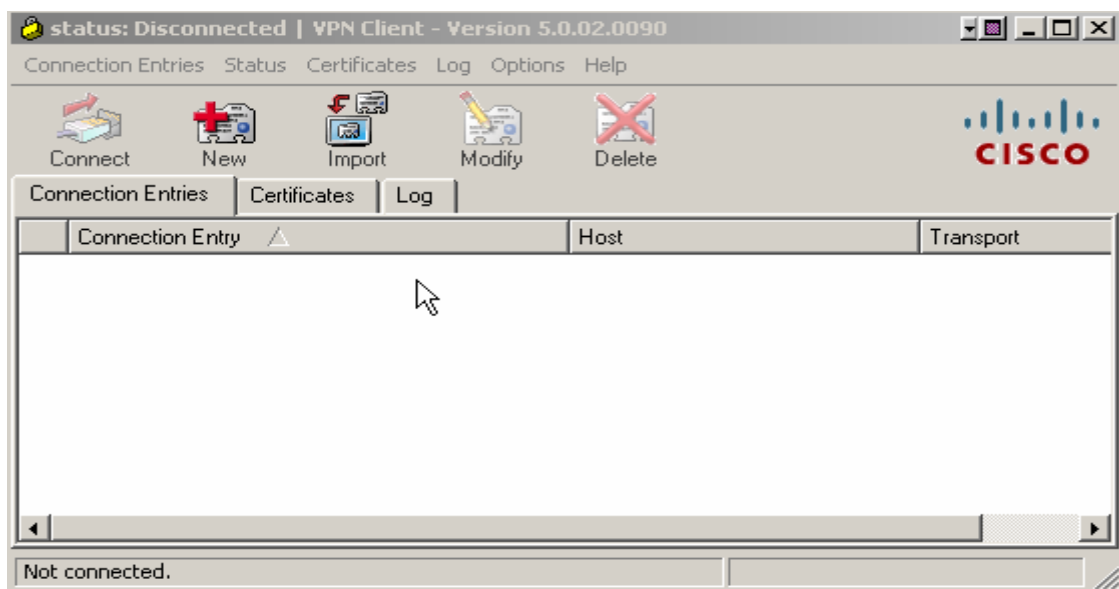 status: Disconnected | VPN Client - Version 5.0.02.0090
Connection Entries Status Certificates Log Options Help
Connect New Import Modify Delete
CISCO
Connection Entries Certificates Log
Connection Entry Host Transport
Not connected.